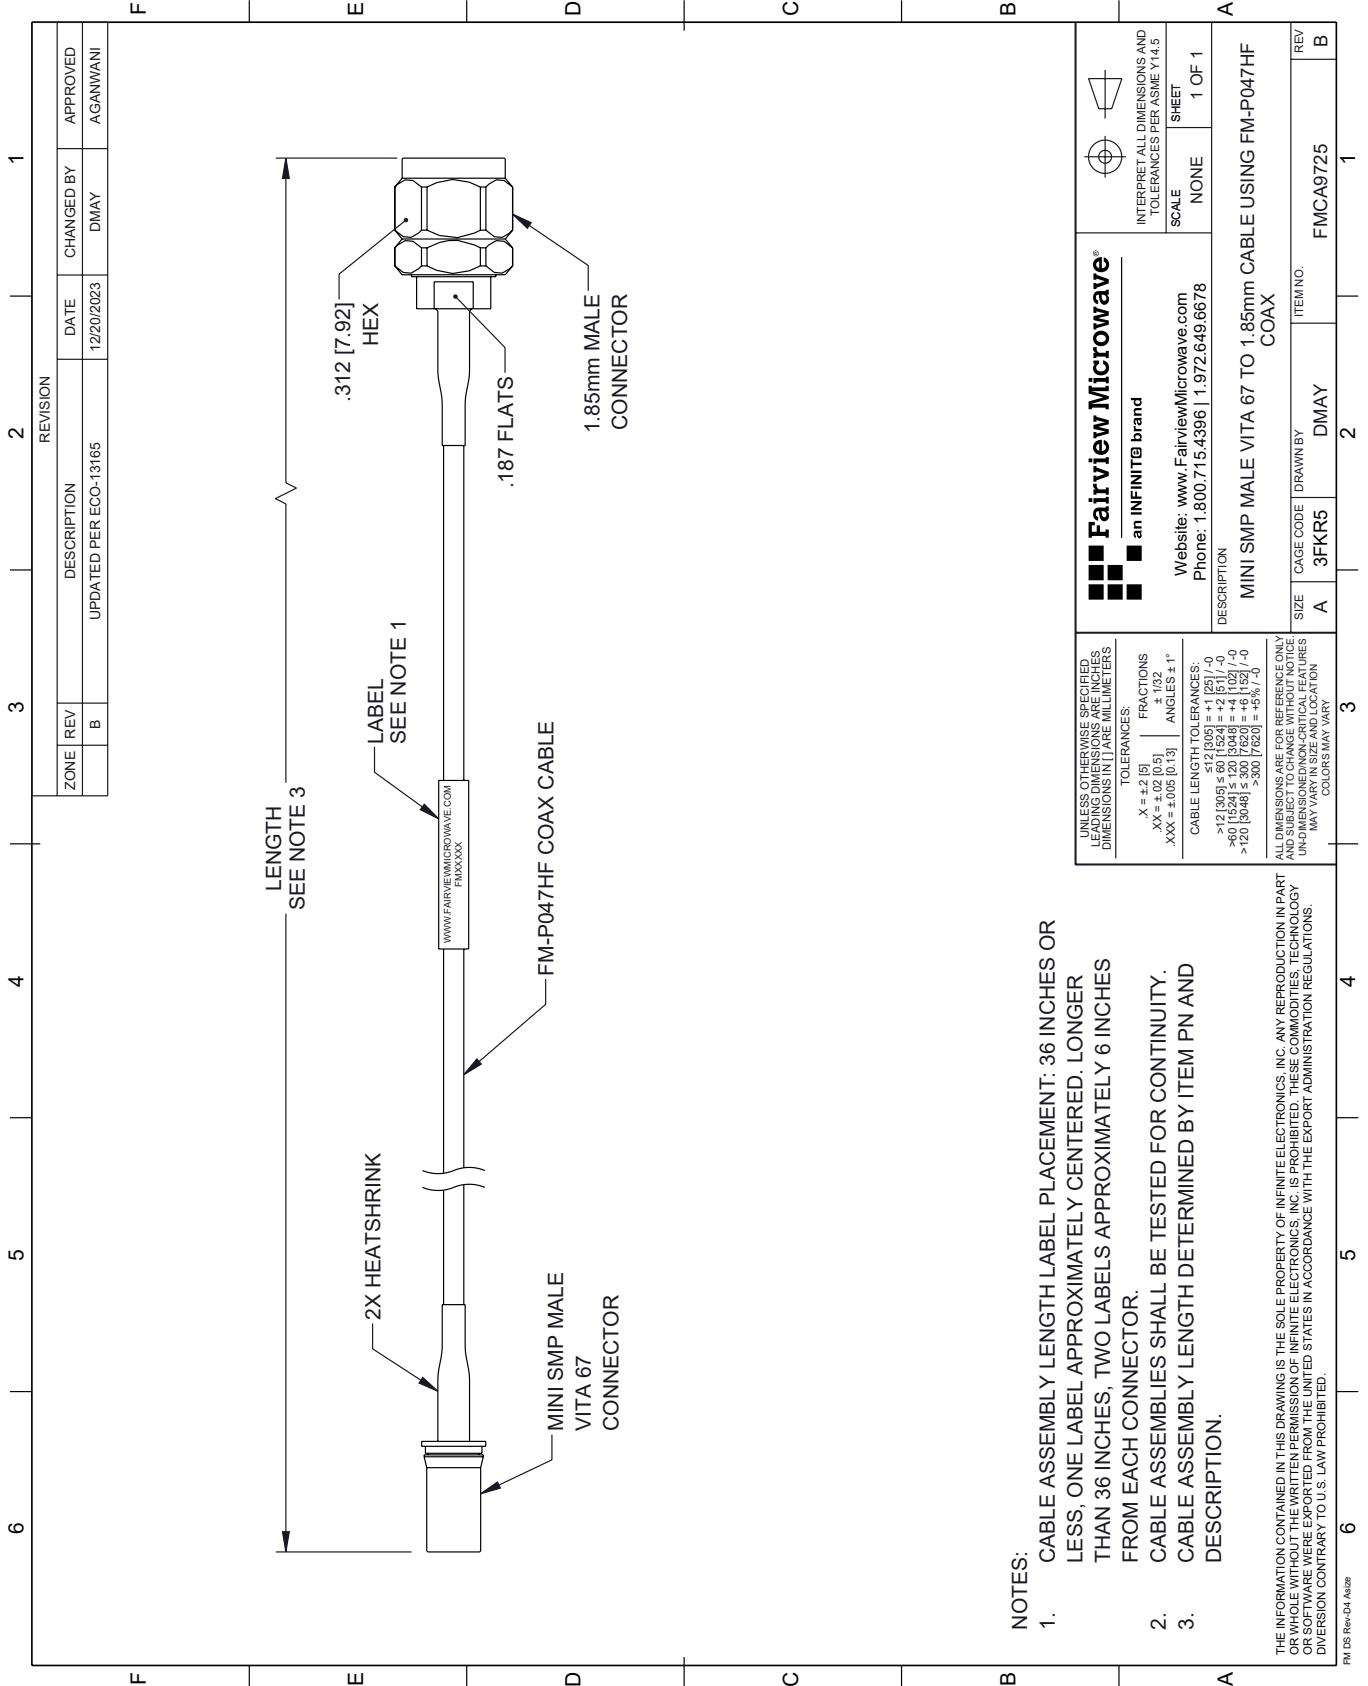 6
5
4
3
2
1
F
E
D
C
B
A
REVISION
ZONE
REV
DESCRIPTION
DATE
CHANGED BY
APPROVED
B
UPDATED PER ECO-13165
12/20/2023
DMAY
AGANWANI
LENGTH
SEE NOTE 3
2X HEATSHRINK
LABEL
SEE NOTE 1
.312 [7.92]
HEX
WWW.FAIRVIEWMICROWAVE.COM
FMXXXXX
MINI SMP MALE
VITA 67
CONNECTOR
FM-P047HF COAX CABLE
.187 FLATS
1.85mm MALE
CONNECTOR
NOTES:
1. CABLE ASSEMBLY LENGTH LABEL PLACEMENT: 36 INCHES OR
LESS, ONE LABEL APPROXIMATELY CENTERED. LONGER
THAN 36 INCHES, TWO LABELS APPROXIMATELY 6 INCHES
FROM EACH CONNECTOR.
2. CABLE ASSEMBLIES SHALL BE TESTED FOR CONTINUITY.
3. CABLE ASSEMBLY LENGTH DETERMINED BY ITEM PN AND
DESCRIPTION.
THE INFORMATION CONTAINED IN THIS DRAWING IS THE SOLE PROPERTY OF INFINITE ELECTRONICS, INC. ANY REPRODUCTION IN PART
OR WHOLE WITHOUT THE WRITTEN PERMISSION OF INFINITE ELECTRONICS, INC. IS PROHIBITED. THESE COMMODITIES, TECHNOLOGY
OR SOFTWARE WERE EXPORTED FROM THE UNITED STATES IN ACCORDANCE WITH THE EXPORT ADMINISTRATION REGULATIONS.
DIVERSION CONTRARY TO U.S. LAW PROHIBITED.
UNLESS OTHERWISE SPECIFIED
LEADING DIMENSIONS ARE INCHES
DIMENSIONS IN [ ] ARE MILLIMETERS
TOLERANCES:
.X = ±.2 [5]
.XX = ±.02 [0.5]
.XXX = ±.005 [0.13]
FRACTIONS
± 1/32
ANGLES ± 1°
CABLE LENGTH TOLERANCES:
≤12 [305] = +1 [25] / -0
>12 [305] ≤ 60 [1524] = +2 [51] / -0
>60 [1524] ≤ 120 [3048] = +4 [102] / -0
>120 [3048] ≤ 300 [7620] = +6 [152] / -0
>300 [7620] = +5% / -0
ALL DIMENSIONS ARE FOR REFERENCE ONLY
AND SUBJECT TO CHANGE WITHOUT NOTICE.
UN-DIMENSIONED/NON-CRITICAL FEATURES
MAY VARY IN SIZE AND LOCATION
COLORS MAY VARY
Fairview Microwave®
an INFINIT@ brand
Website: www.FairviewMicrowave.com
Phone: 1.800.715.4396 | 1.972.649.6678
INTERPRET ALL DIMENSIONS AND
TOLERANCES PER ASME Y14.5
SCALE
NONE
SHEET
1 OF 1
DESCRIPTION
MINI SMP MALE VITA 67 TO 1.85mm CABLE USING FM-P047HF
COAX
SIZE
A
CAGE CODE
3FKR5
DRAWN BY
DMAY
ITEM NO.
FMCA9725
REV
B
FM DS Rev-D4 Asize
6
5
4
3
2
1
F
E
D
C
B
A